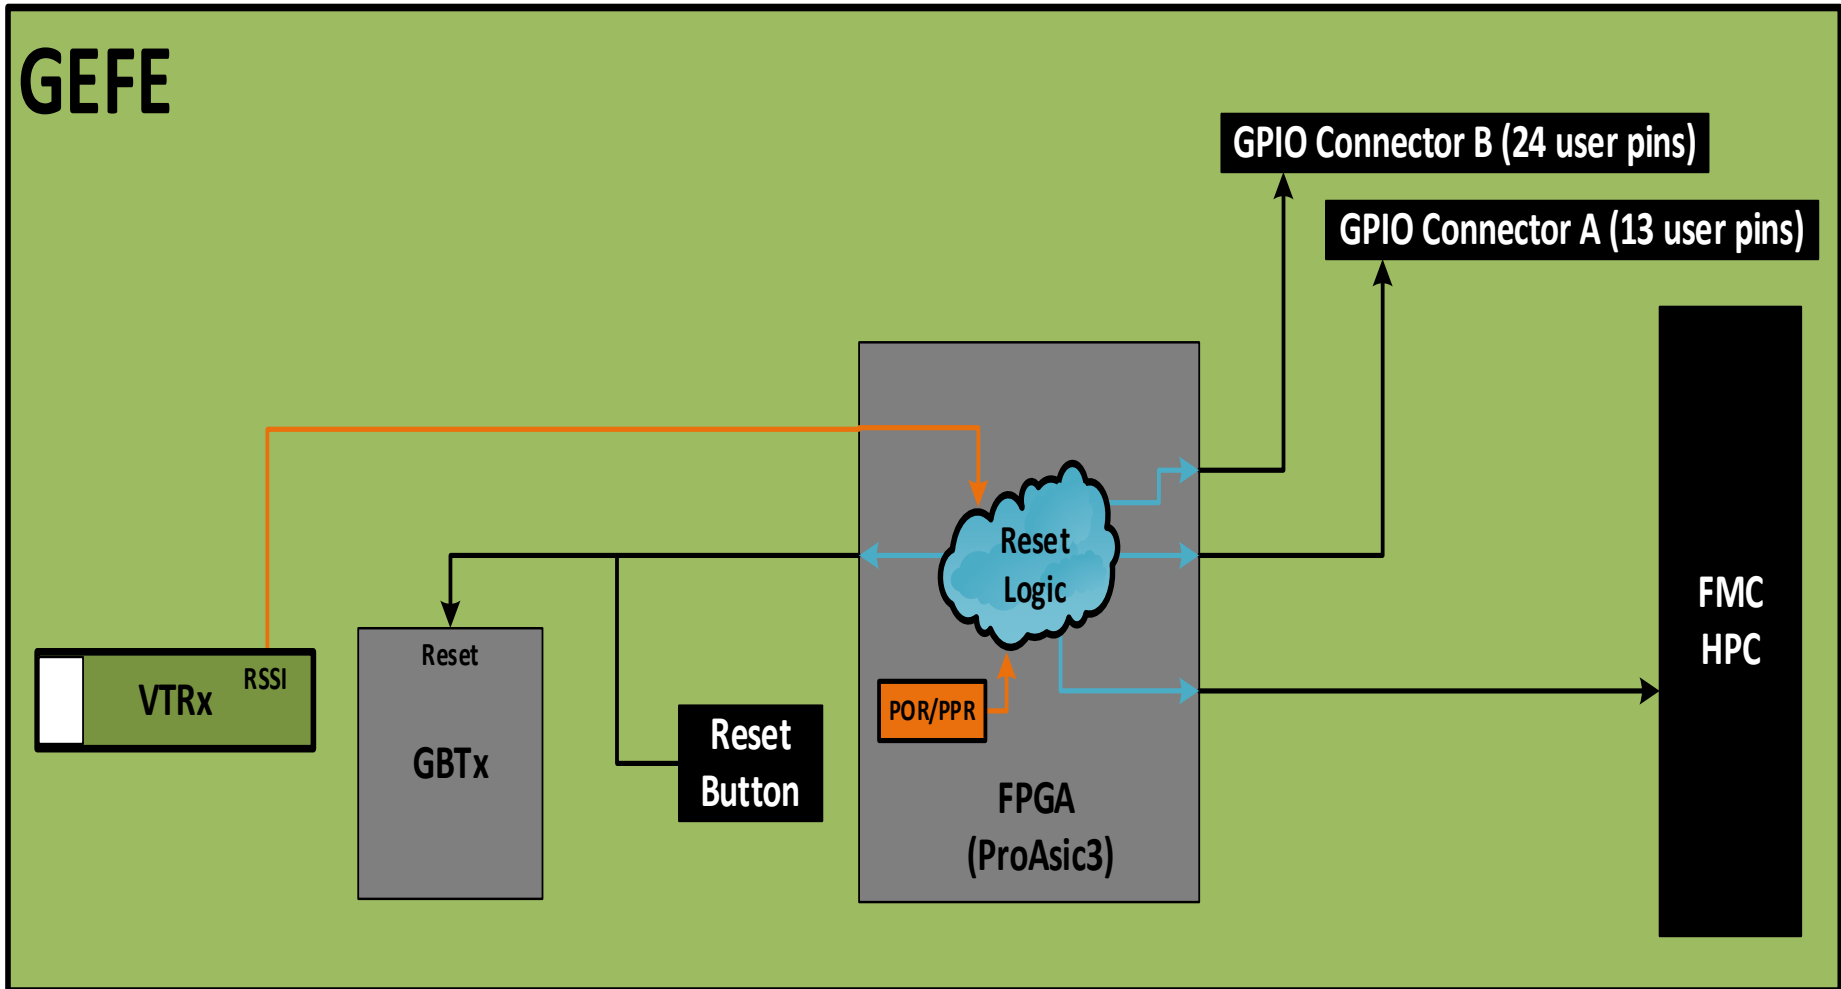 GEFE
GPIO Connector B (24 user pins)
GPIO Connector A (13 user pins)
Reset
Logic
FMC
HPC
Reset
RSSI
VTRx
POR/PPR
GBTx
Reset
Button
FPGA
(ProAsic3)